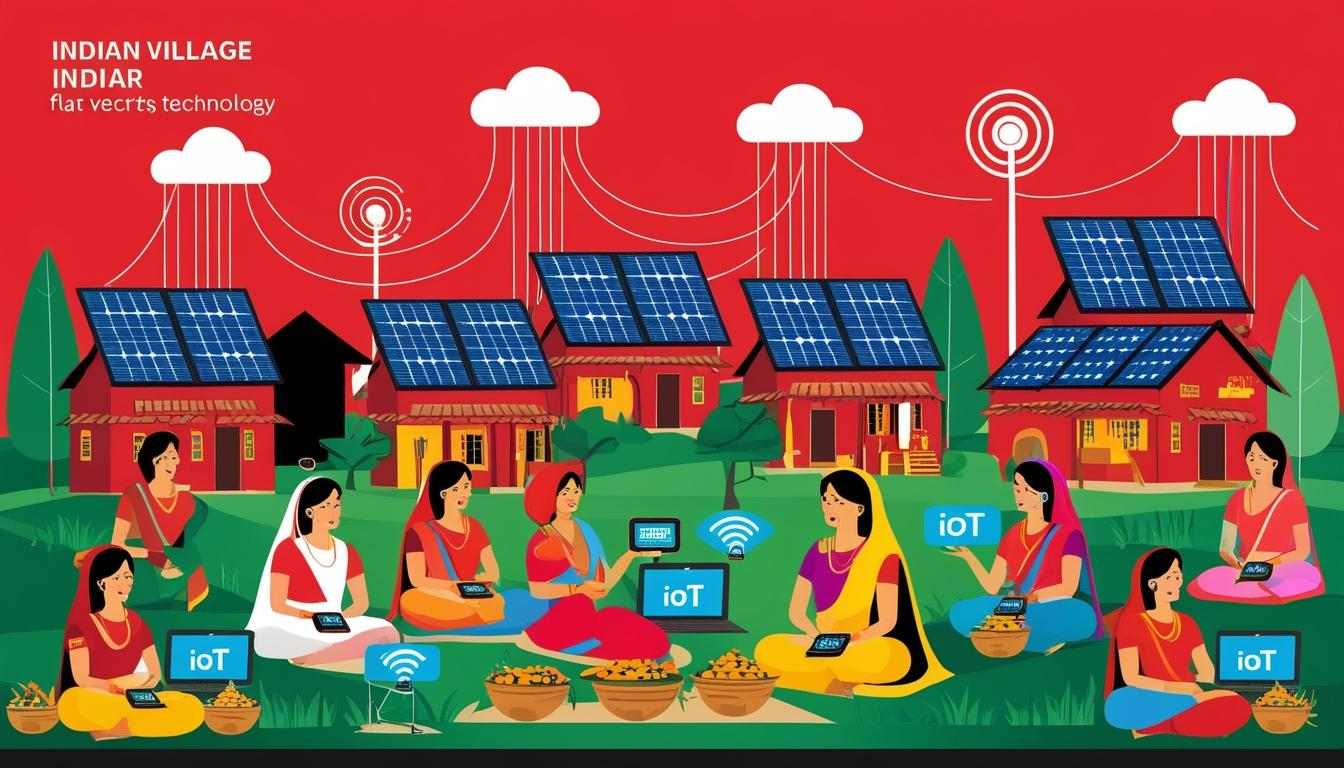 INDIAN VILLAGE
INDIAR
flat vecrts technology
ioT
ioT
ioT
ioT